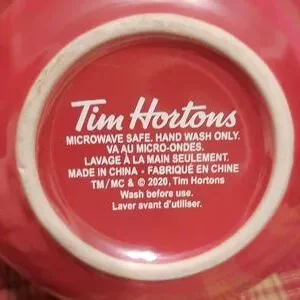 Tim Hortons
MICROWAVE SAFE. HAND WASH ONLY.
VA AU MICRO-ONDES.
LAVAGE À LA MAIN SEULEMENT.
MADE IN CHINA - FABRIQUÉ EN CHINE
TM/MC & © 2020, Tim Hortons
Wash before use.
Laver avant d'utiliser.